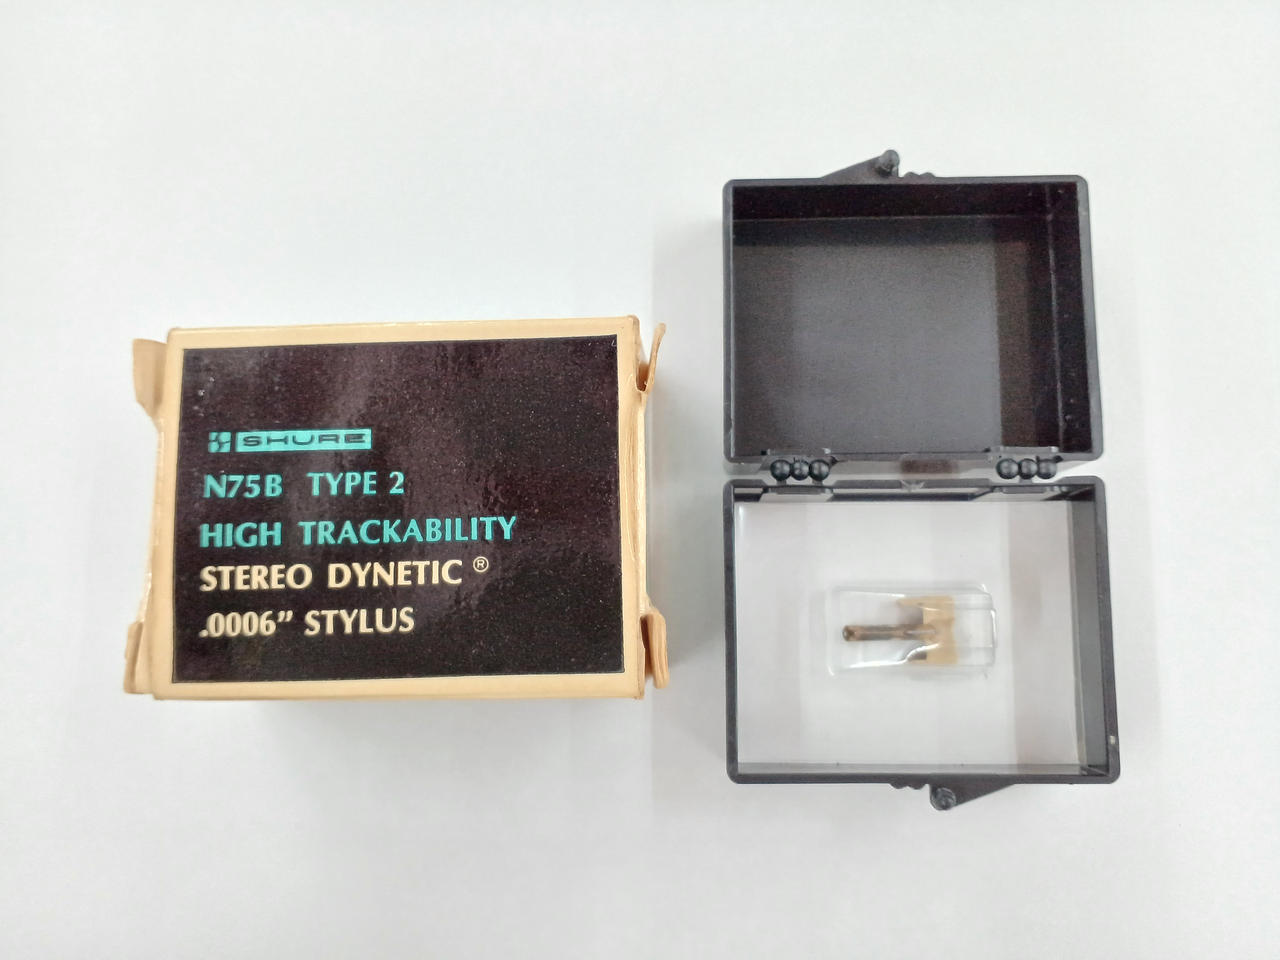 SHURE
N75B TYPE 2
HIGH TRACKABILITY
STEREO DYNETIC ®
.0006” STYLUS